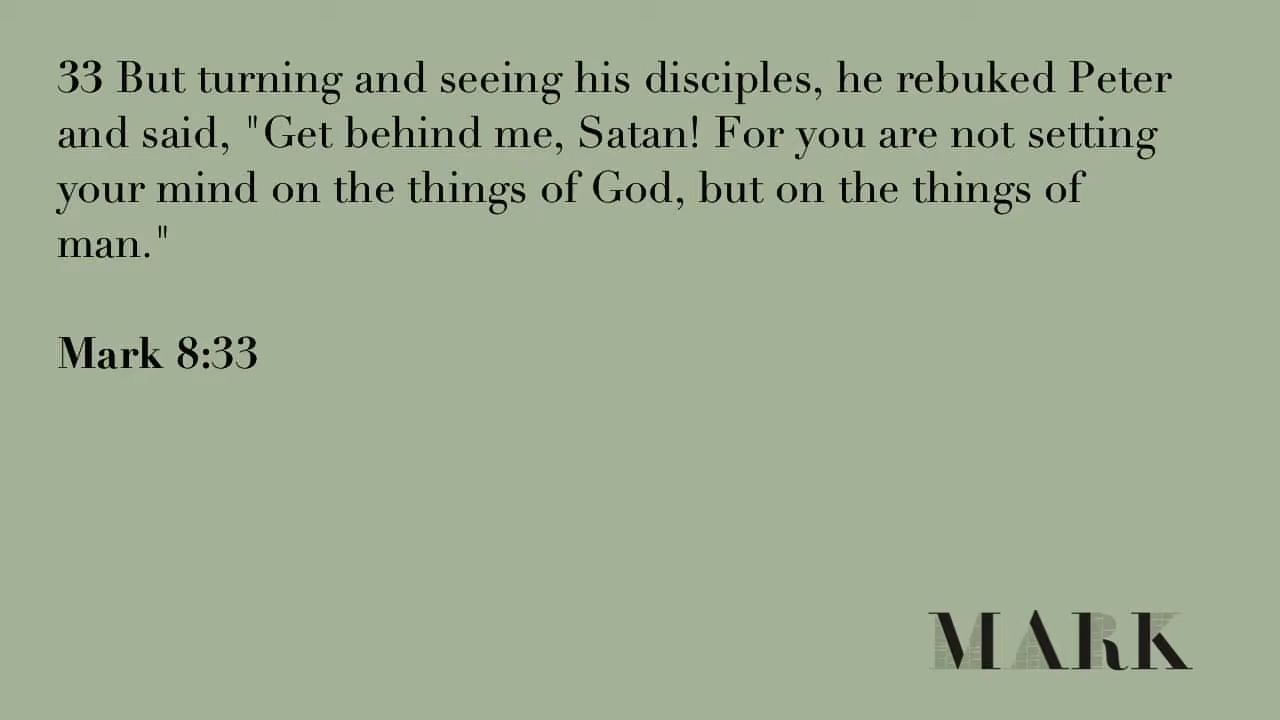 33 But turning and seeing his disciples, he rebuked Peter
and said, "Get behind me, Satan! For you are not setting
your mind on the things of God, but on the things of
man."
Mark 8:33
MARK